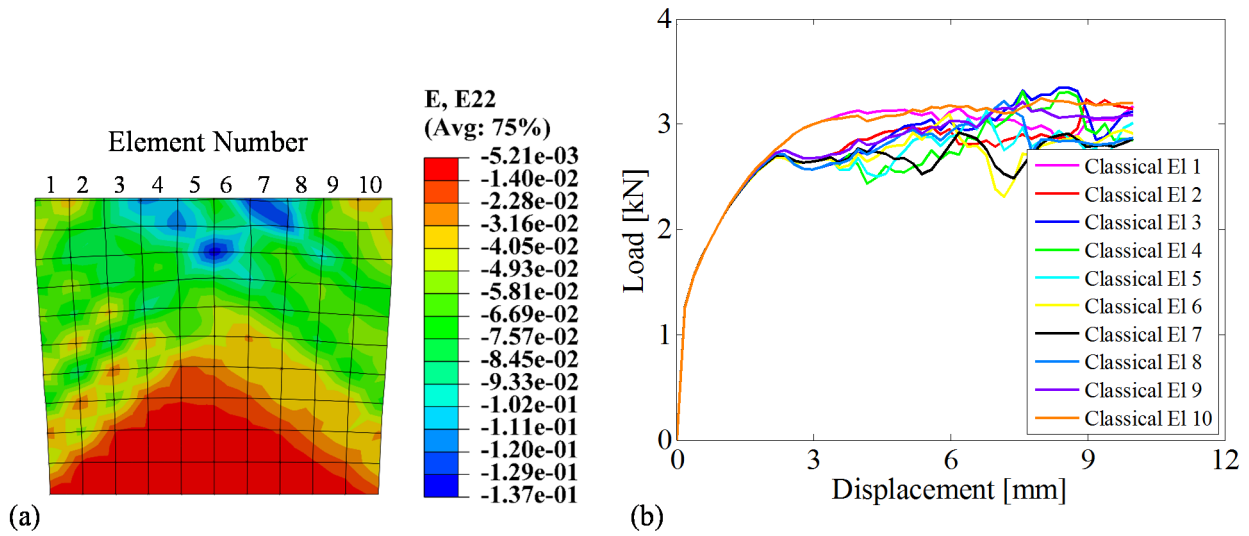 Element Number
1 2 3 4 5 6 7 8 9 10
E, E22
(Avg: 75%)
-5.21e-03
-1.40e-02
-2.28e-02
-3.16e-02
-4.05e-02
-4.93e-02
-5.81e-02
-6.69e-02
-7.57e-02
-8.45e-02
-9.33e-02
-1.02e-01
-1.11e-01
-1.20e-01
-1.29e-01
-1.37e-01
(a)
4
3
2
1
0
Load [kN]
0 3 6 9 12
Displacement [mm]
Classical El 1
Classical El 2
Classical El 3
Classical El 4
Classical El 5
Classical El 6
Classical El 7
Classical El 8
Classical El 9
Classical El 10
(b)